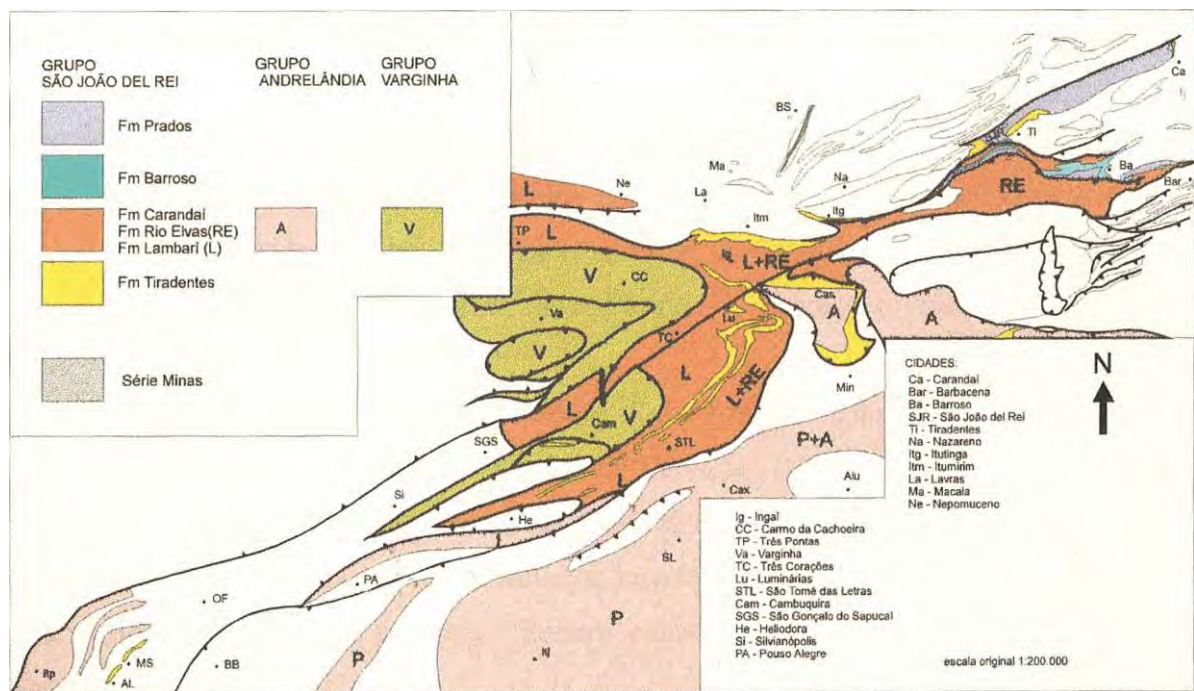 GRUPO
SÃO JOÃO DEL REI
GRUPO
ANDRELÂNDIA
GRUPO
VARGINHA
Fm Prados
Fm Barroso
Fm Carandaí
Fm Rio Elvas(RE)
Fm Lambari (L)
A
V
Fm Tiradentes
Série Minas
Ca
BS
SJR
Ti
Ma
Ba
Bar
Na
RE
L
Ne
La
Itg
Itm
TP
L
Ig
L+RE
V
CC
Cas
A
A
Va
Lu
TC
V
L
L+RE
Min
L
V
Cam
P+A
SGS
STL
Cax
Alu
L
Si
He
SL
PA
OF
P
P
Itj
MS
BB
Rp
AL
CIDADES:
Ca - Carandaí
Bar - Barbacena
Ba - Barroso
SJR - São João del Rei
Ti - Tiradentes
Na - Nazareno
Itg - Itutinga
Itm - Itumirim
La - Lavras
Ma - Macaia
Ne - Nepomuceno
N
Ig - Ingaí
CC - Carmo da Cachoeira
TP - Três Pontas
Va - Varginha
TC - Três Corações
Lu - Luminárias
STL - São Tomé das Letras
Cam - Cambuquira
SGS - São Gonçalo do Sapucaí
He - Heliodora
Si - Silvianópolis
PA - Pouso Alegre
escala original 1:200.000